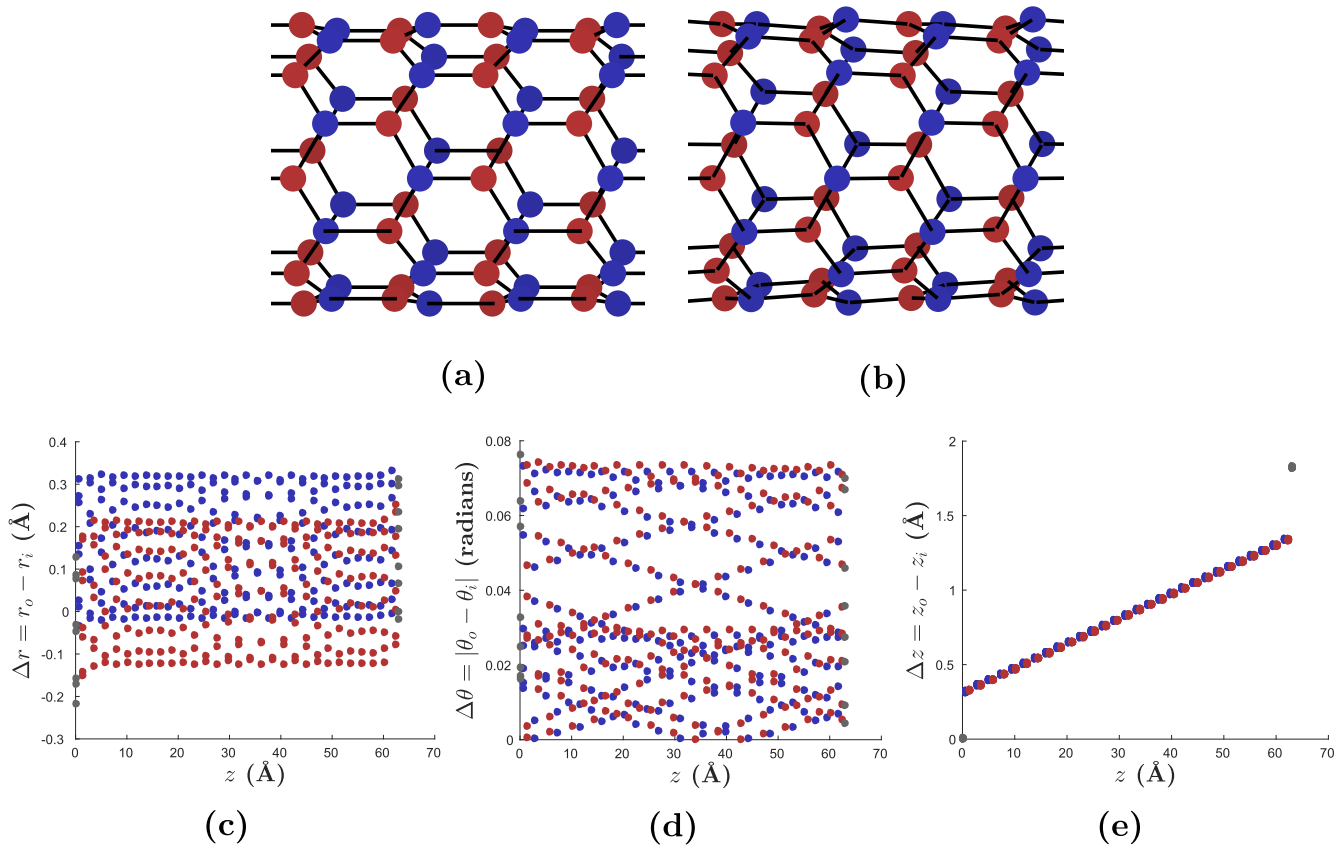 (a)
(b)
Δr = r_o − r_i (Å)
0.4
0.3
0.2
0.1
0
-0.1
-0.2
-0.3
0 10 20 30 40 50 60 70
z (Å)
(c)
Δθ = |θ_o − θ_i| (radians)
0.08
0.06
0.04
0.02
0
0 10 20 30 40 50 60 70
z (Å)
(d)
Δz = z_o − z_i (Å)
2
1.5
1
0.5
0
0 10 20 30 40 50 60 70
z (Å)
(e)